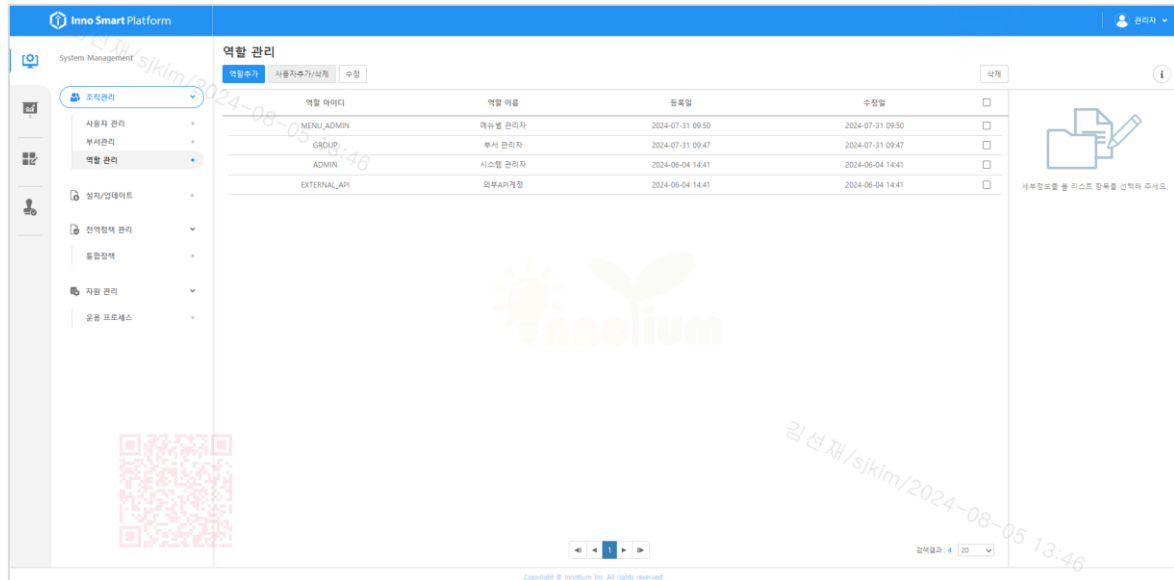 Inno Smart Platform
관리자
System Management
조직관리
사용자 관리
부서관리
역할 관리
설치/업데이트
전역정책 관리
통합정책
자원 관리
운용 프로세스
역할 관리
역할추가 사용자추가/삭제 수정 삭제
역할 아이디 역할 이름 등록일 수정일
MENU_ADMIN 메뉴별 관리자 2024-07-31 09:50 2024-07-31 09:50
GROUP 부서 관리자 2024-07-31 09:47 2024-07-31 09:47
ADMIN 시스템 관리자 2024-06-04 14:41 2024-06-04 14:41
EXTERNAL_API 외부API계정 2024-06-04 14:41 2024-06-04 14:41
세부정보를 볼 리스트 항목을 선택해 주세요
innotium
김선재/sjkim/2024-08-05 13:46
김선재/sjkim/2024-08-05 13:46
1
검색결과 : 4 20
Copyright © Innotium Inc. All rights reserved.